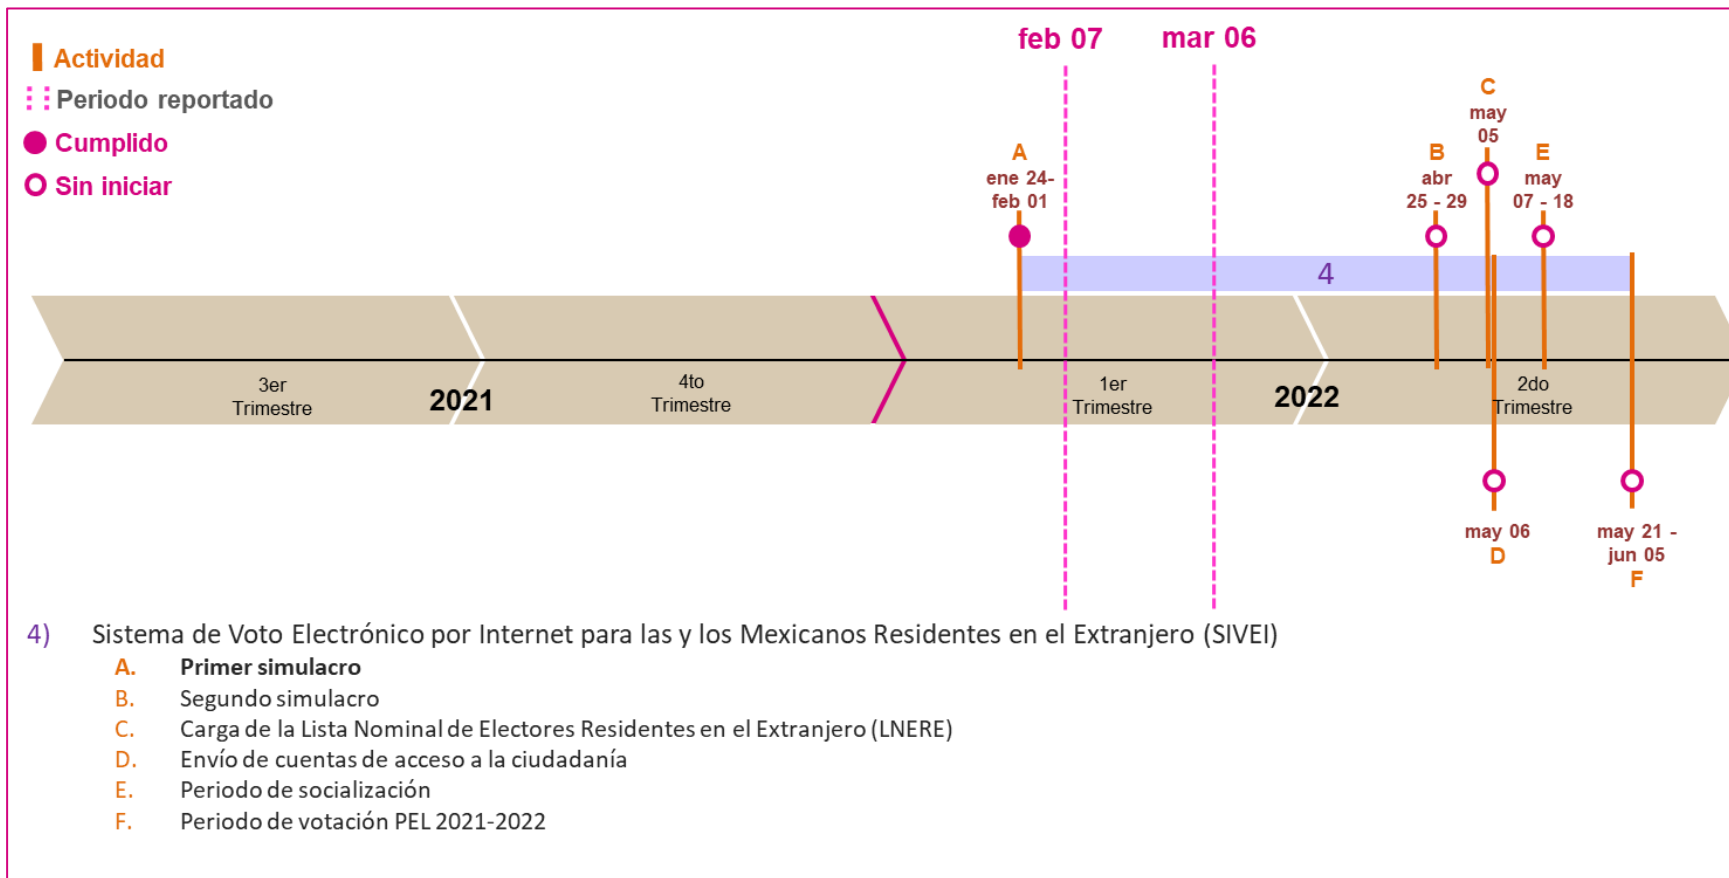 Actividad
Periodo reportado
Cumplido
Sin iniciar
feb 07
mar 06
A
ene 24-
feb 01
B
abr
25 - 29
C
may
05
E
may
07 - 18
4
3er
Trimestre
2021
4to
Trimestre
1er
Trimestre
2022
2do
Trimestre
may 06
D
may 21 -
jun 05
F
4) Sistema de Voto Electrónico por Internet para las y los Mexicanos Residentes en el Extranjero (SIVEI)
A. Primer simulacro
B. Segundo simulacro
C. Carga de la Lista Nominal de Electores Residentes en el Extranjero (LNERE)
D. Envío de cuentas de acceso a la ciudadanía
E. Periodo de socialización
F. Periodo de votación PEL 2021-2022